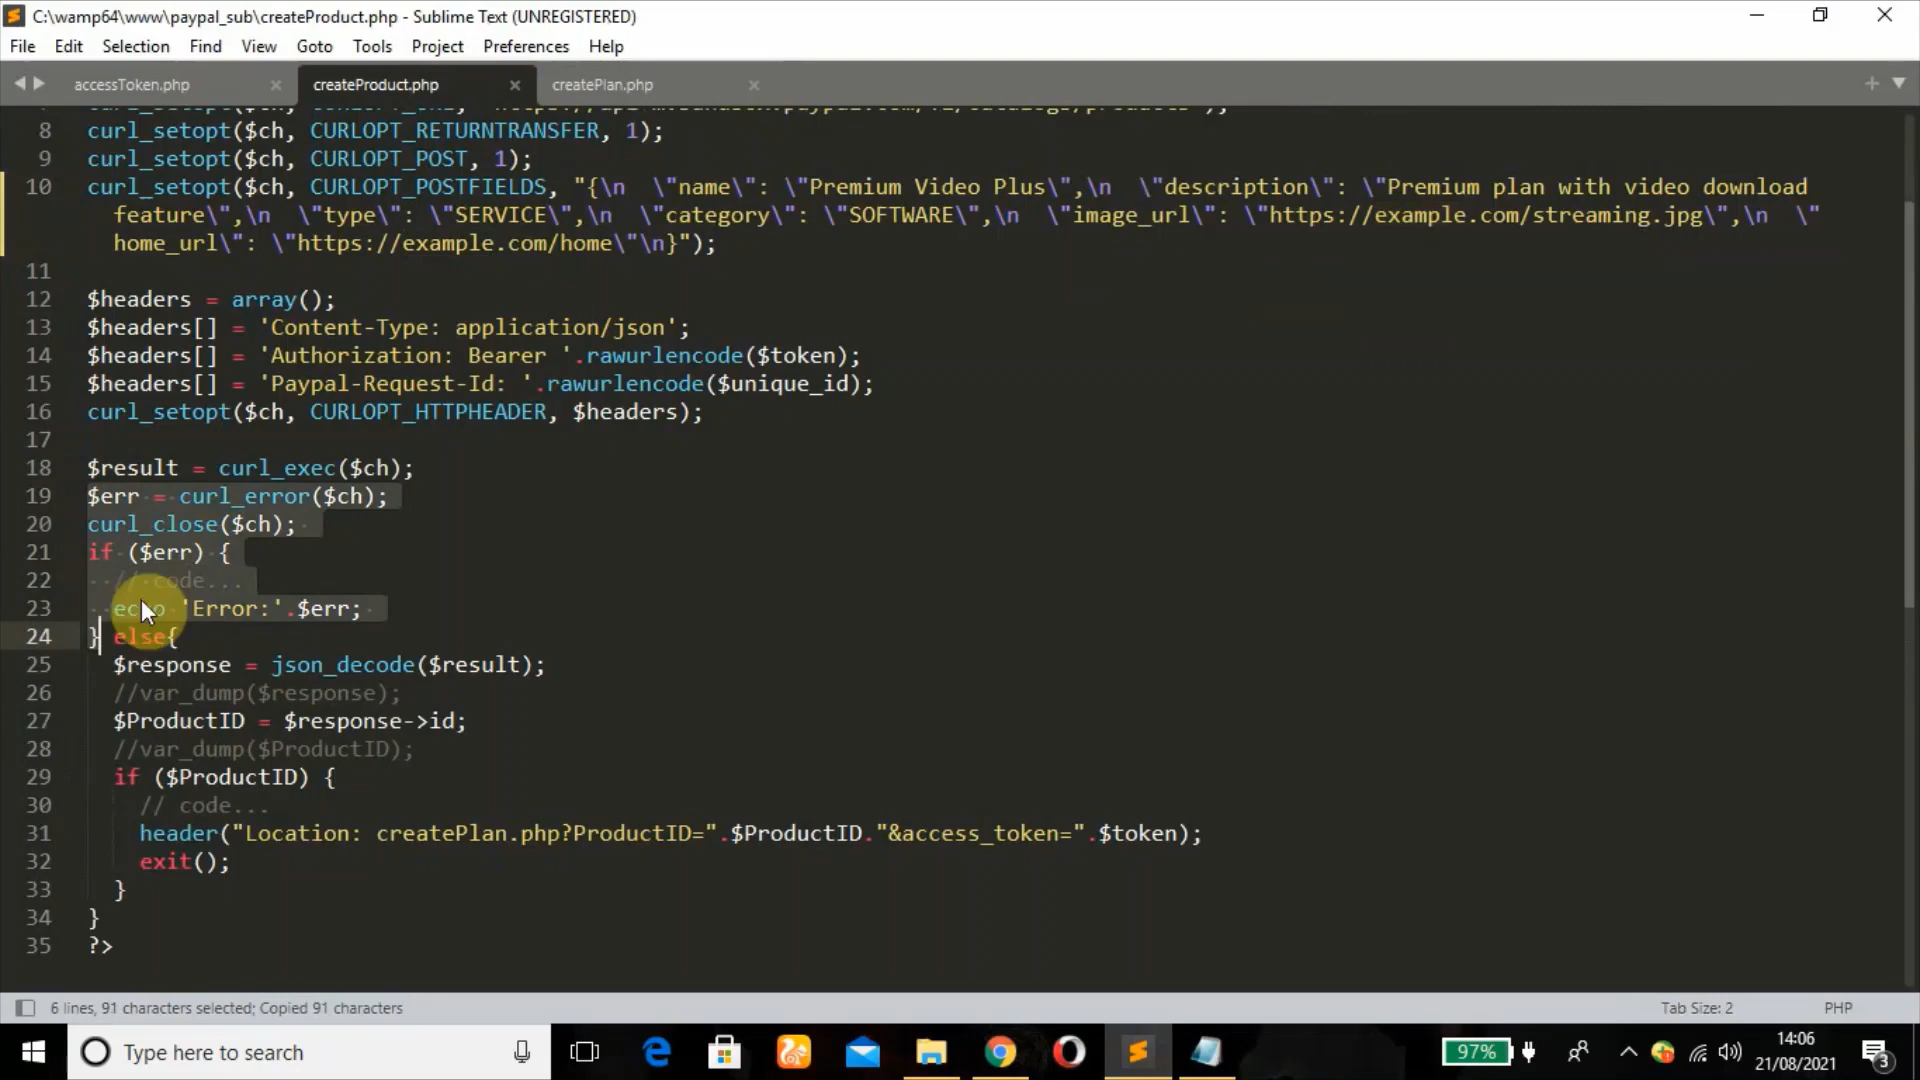 C:\wamp64\www\paypal_sub\createProduct.php - Sublime Text (UNREGISTERED)
File Edit Selection Find View Goto Tools Project Preferences Help
accessToken.php createProduct.php createPlan.php
8 curl_setopt($ch, CURLOPT_RETURNTRANSFER, 1);
9 curl_setopt($ch, CURLOPT_POST, 1);
10 curl_setopt($ch, CURLOPT_POSTFIELDS, "{\n  \"name\": \"Premium Video Plus\",\n  \"description\": \"Premium plan with video download
feature\",\n  \"type\": \"SERVICE\",\n  \"category\": \"SOFTWARE\",\n  \"image_url\": \"https://example.com/streaming.jpg\",\n  \"
home_url\": \"https://example.com/home\"\n}");
11
12 $headers = array();
13 $headers[] = 'Content-Type: application/json';
14 $headers[] = 'Authorization: Bearer '.rawurlencode($token);
15 $headers[] = 'Paypal-Request-Id: '.rawurlencode($unique_id);
16 curl_setopt($ch, CURLOPT_HTTPHEADER, $headers);
17
18 $result = curl_exec($ch);
19 $err = curl_error($ch);
20 curl_close($ch);
21 if ($err) {
22 // code...
23 echo 'Error:'.$err;
24 } else{
25 $response = json_decode($result);
26 //var_dump($response);
27 $ProductID = $response->id;
28 //var_dump($ProductID);
29 if ($ProductID) {
30 // code...
31 header("Location: createPlan.php?ProductID=".$ProductID."&access_token=".$token);
32 exit();
33 }
34 }
35 ?>
6 lines, 91 characters selected; Copied 91 characters Tab Size: 2 PHP
Type here to search 97% 14:06
21/08/2021 3